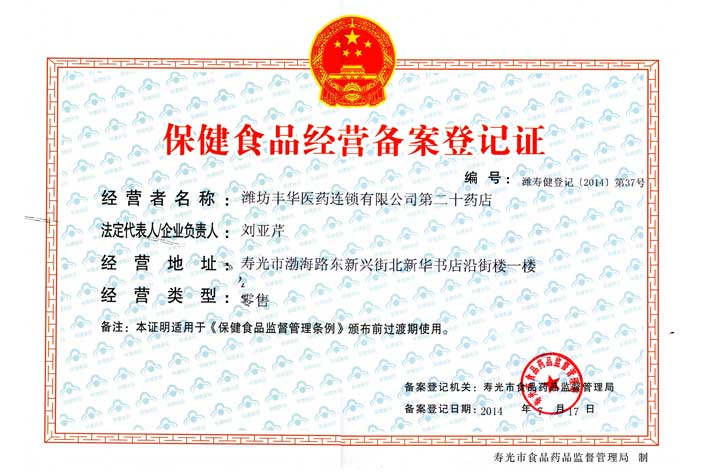 保健食品经营备案登记证
编号：潍寿健登记〔2014〕第37号
经营者名称：潍坊丰华医药连锁有限公司第二十药店
法定代表人/企业负责人：刘亚芹
经营地址：寿光市渤海路东新兴街北新华书店沿街楼一楼
经营类型：零售
备注：本证明适用于《保健食品监督管理条例》颁布前过渡期使用。
备案登记机关：寿光市食品药品监督管理局
备案登记日期：2014 年 7 月 17 日
寿光市食品药品监督管理局 制